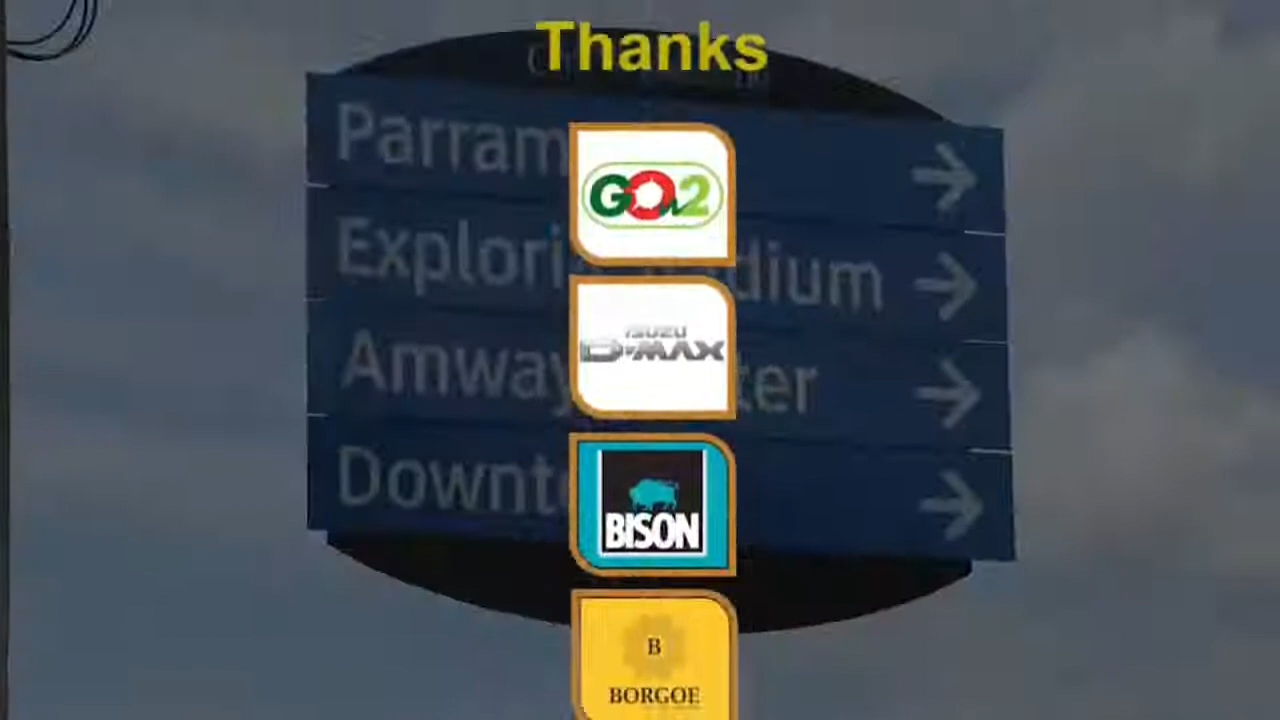 Thanks
Parram
GO2
Explori dium
ISUZU
D-MAX
Amway ter
Downt
BISON
B
BORGOE